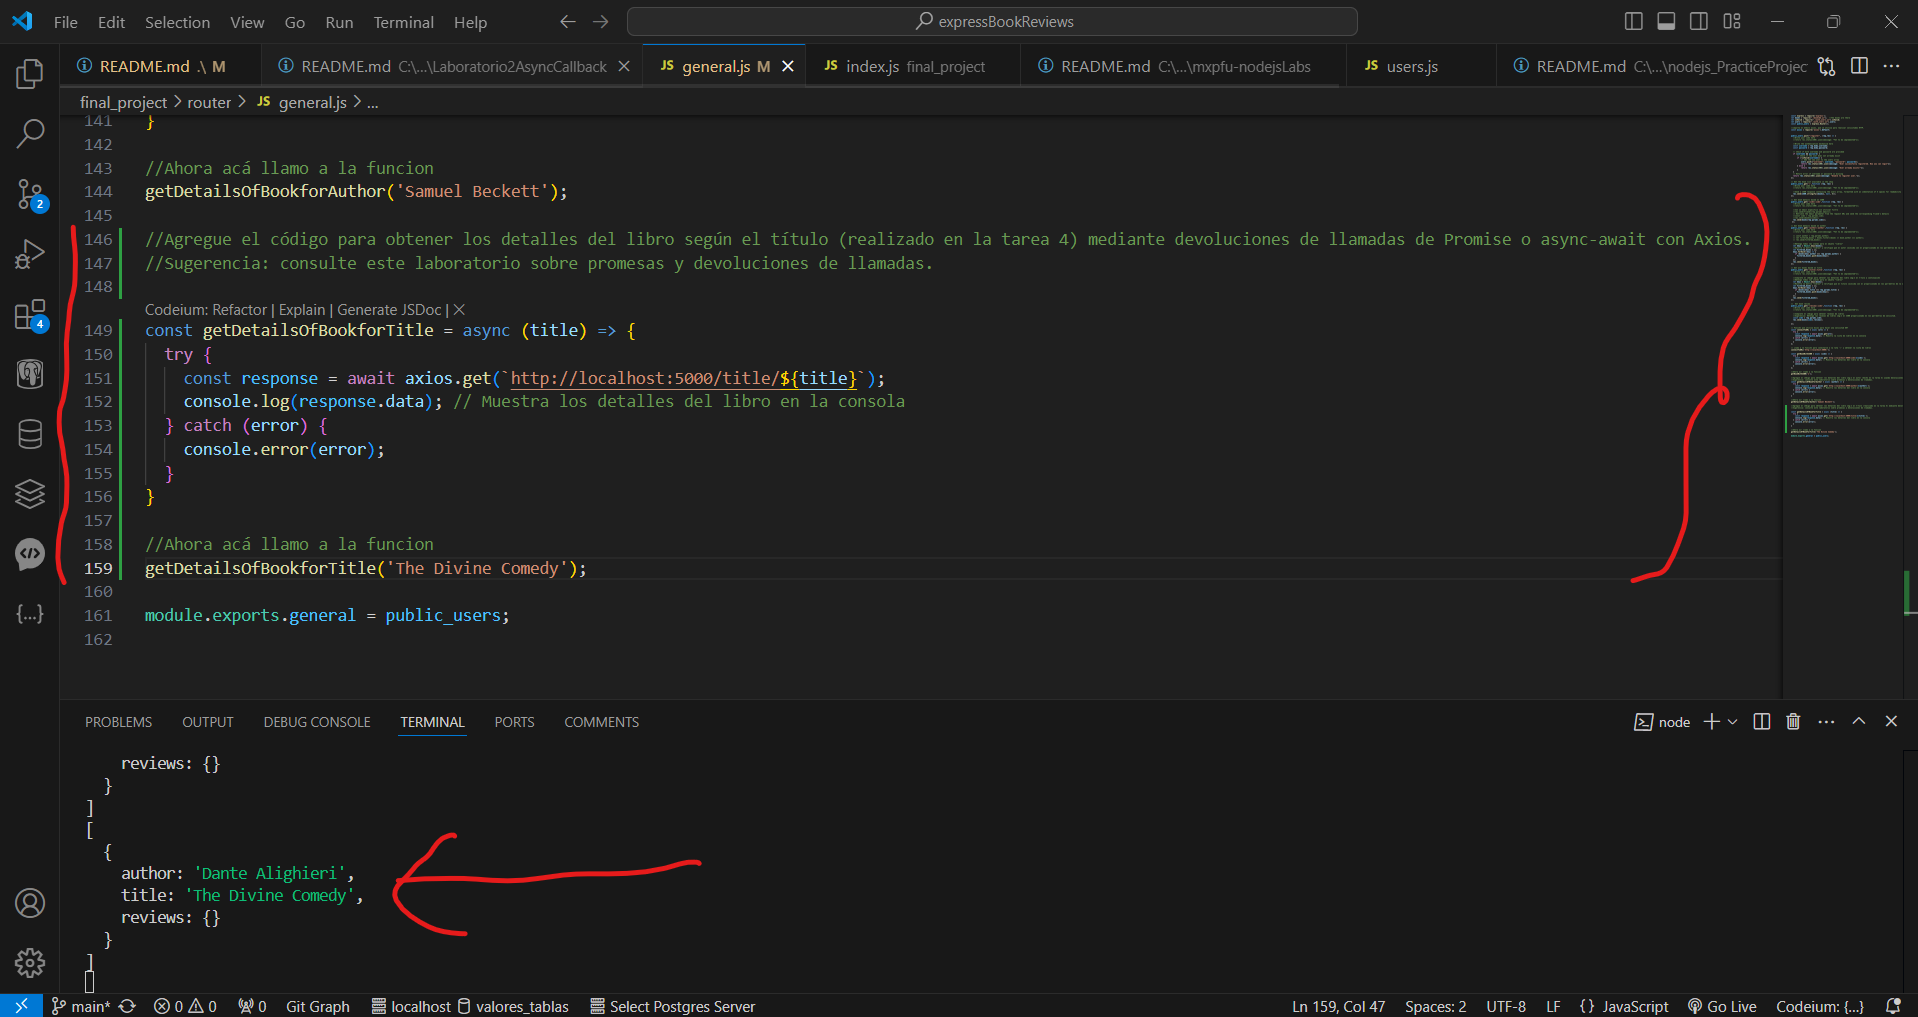 File Edit Selection View Go Run Terminal Help
expressBookReviews
README.md .\ M
README.md C:\...\Laboratorio2AsyncCallback
JS general.js M
JS index.js final_project
README.md C:\...\mxpfu-nodejsLabs
JS users.js
README.md C:\...\nodejs_PracticeProjec
final_project > router > JS general.js > ...
141 }
142
143 //Ahora acá llamo a la funcion
144 getDetailsOfBookforAuthor('Samuel Beckett');
145
146 //Agregue el código para obtener los detalles del libro según el título (realizado en la tarea 4) mediante devoluciones de llamadas de Promise o async-await con Axios.
147 //Sugerencia: consulte este laboratorio sobre promesas y devoluciones de llamadas.
148
Codeium: Refactor | Explain | Generate JSDoc | X
149 const getDetailsOfBookforTitle = async (title) => {
150 try {
151 const response = await axios.get(`http://localhost:5000/title/${title}`);
152 console.log(response.data); // Muestra los detalles del libro en la consola
153 } catch (error) {
154 console.error(error);
155 }
156 }
157
158 //Ahora acá llamo a la funcion
159 getDetailsOfBookforTitle('The Divine Comedy');
160
161 module.exports.general = public_users;
162
2
4
PROBLEMS OUTPUT DEBUG CONSOLE TERMINAL PORTS COMMENTS
node
reviews: {}
}
]
[
{
author: 'Dante Alighieri',
title: 'The Divine Comedy',
reviews: {}
}
]
main* 0 0 0 Git Graph localhost valores_tablas Select Postgres Server
Ln 159, Col 47 Spaces: 2 UTF-8 LF {} JavaScript Go Live Codeium: {...}